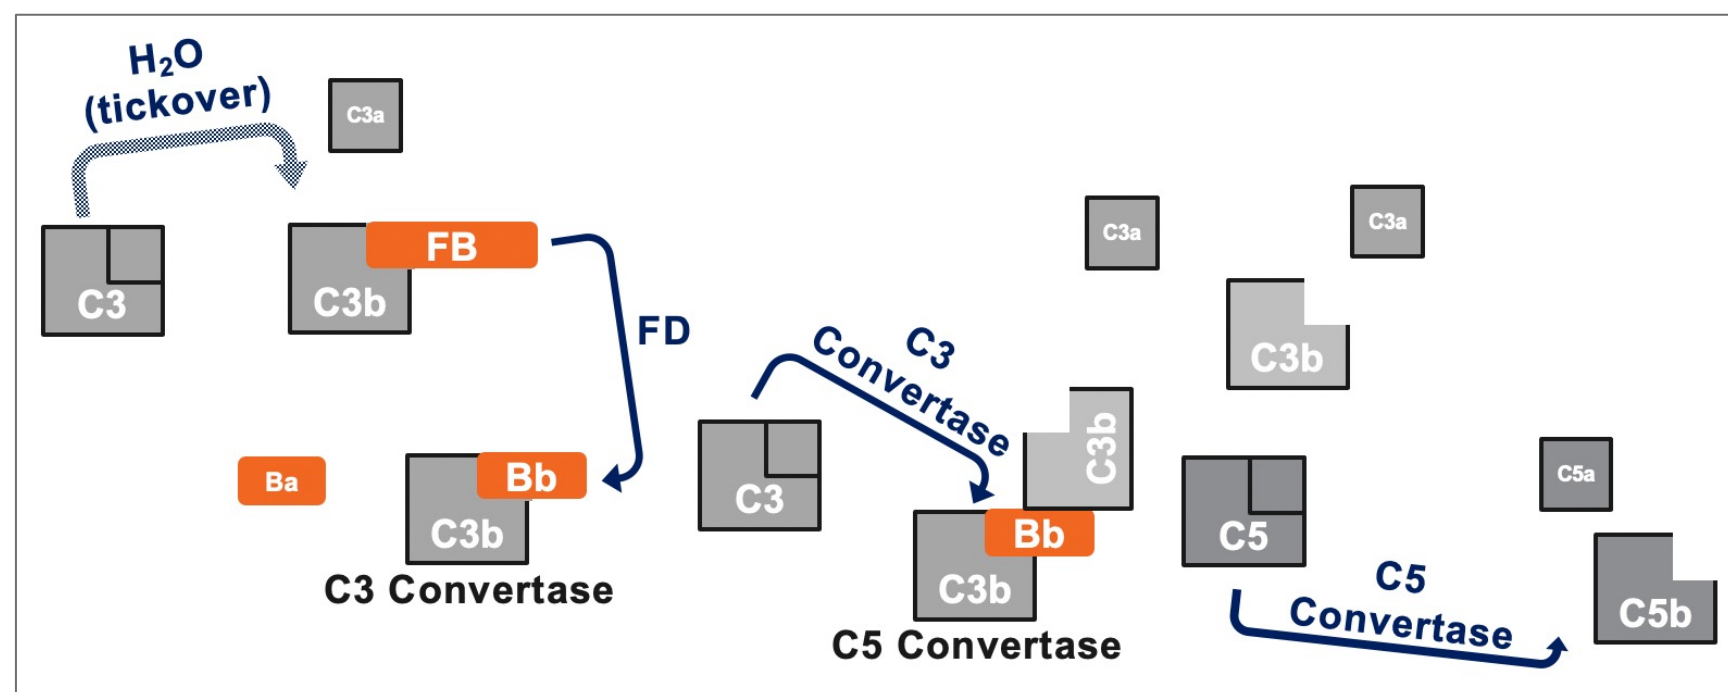 H₂O
(tickover)
C3a
C3
FB
C3b
FD
Ba
Bb
C3b
C3 Convertase
C3
C3
Convertase
C3a
C3b
Bb
C3b
C5 Convertase
C3a
C3b
C5
C5
Convertase
C5a
C5b